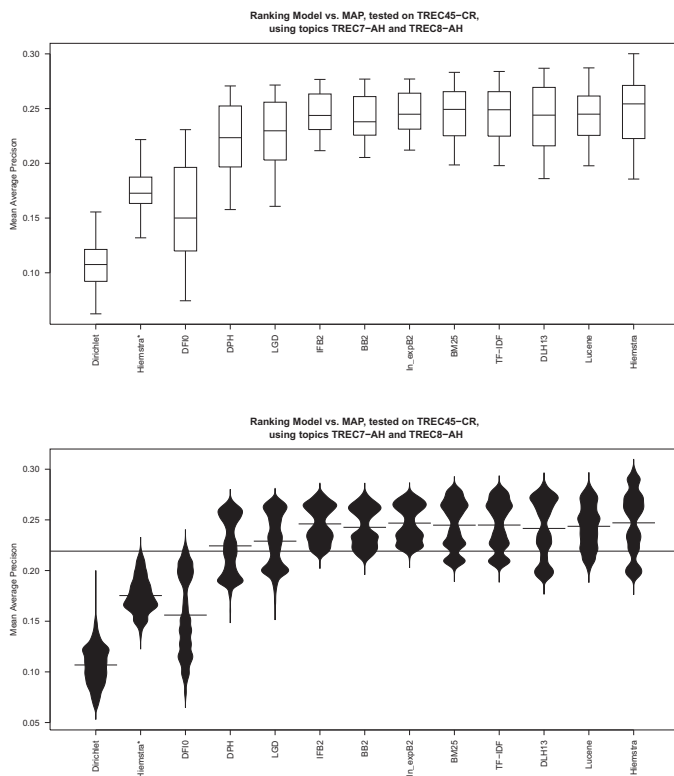 Ranking Model vs. MAP, tested on TREC45−CR,
using topics TREC7−AH and TREC8−AH
Mean Average Precison
0.30
0.25
0.20
0.15
0.10
Dirichlet
Hiemstra*
DFI0
DPH
LGD
IFB2
BB2
In_expB2
BM25
TF−IDF
DLH13
Lucene
Hiemstra
Ranking Model vs. MAP, tested on TREC45−CR,
using topics TREC7−AH and TREC8−AH
Mean Average Precison
0.30
0.25
0.20
0.15
0.10
0.05
Dirichlet
Hiemstra*
DFI0
DPH
LGD
IFB2
BB2
In_expB2
BM25
TF−IDF
DLH13
Lucene
Hiemstra